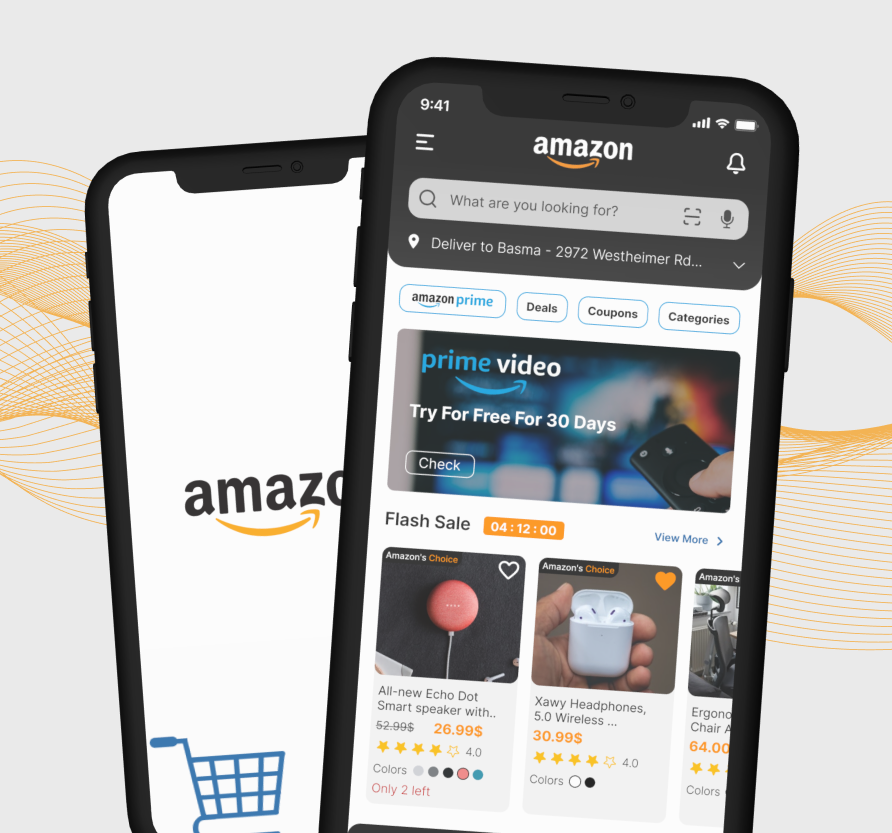 amazo
9:41
amazon
What are you looking for?
Deliver to Basma - 2972 Westheimer Rd...
amazon prime
Deals
Coupons
Categories
prime video
Try For Free For 30 Days
Check
Flash Sale
04 : 12 : 00
View More
Amazon's Choice
All-new Echo Dot
Smart speaker with..
52.99$ 26.99$
4.0
Colors
Only 2 left
Amazon's Choice
Xawy Headphones,
5.0 Wireless ...
30.99$
4.0
Colors
Amazon's
Ergono
Chair A
64.00
Colors